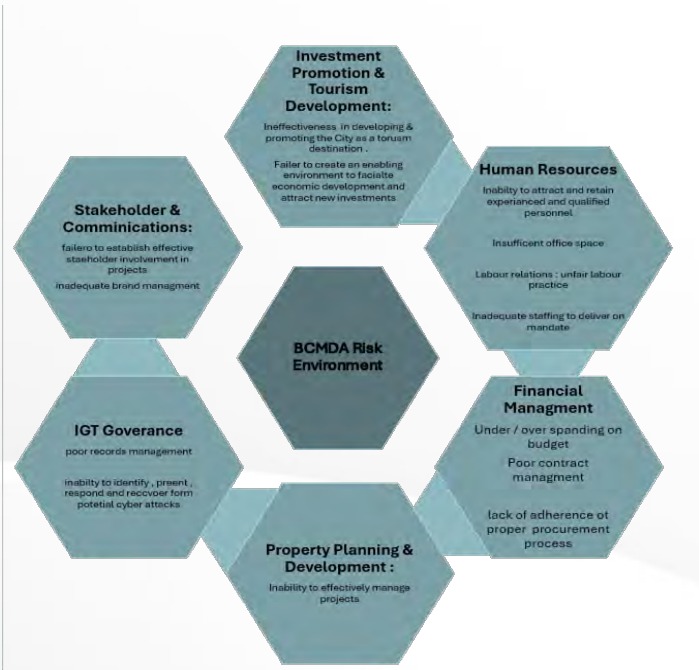 Investment
Promotion &
Tourism
Development:
Ineffectiveness in developing &
promoting the City as a torusm
destination .
Failer to create an enabling
environment to facialte
economic development and
attract new investments
Human Resources
Inabilty to attract and retain
experianced and qualified
personnel
Insufficent office space
Labour relations : unfair labour
practice
Inadequate staffing to deliver on
mandate
Financial
Managment
Under / over spanding on
budget
Poor contract
managment
lack of adherence ot
proper procurement
process
Property Planning &
Development :
Inability to effectively manage
projects
IGT Goverance
poor records management
inabilty to identify , preent ,
respond and reccvoer form
potetial cyber attacks
Stakeholder &
Comminications:
failero to establish effective
staeholder involvement in
projects
inadequate brand managment
BCMDA Risk
Environment